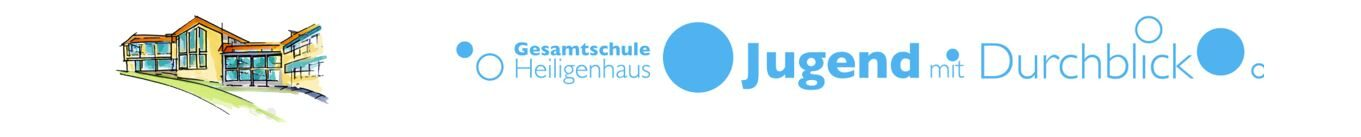 Gesamtschule
Heiligenhaus
Jugend mit Durchblick